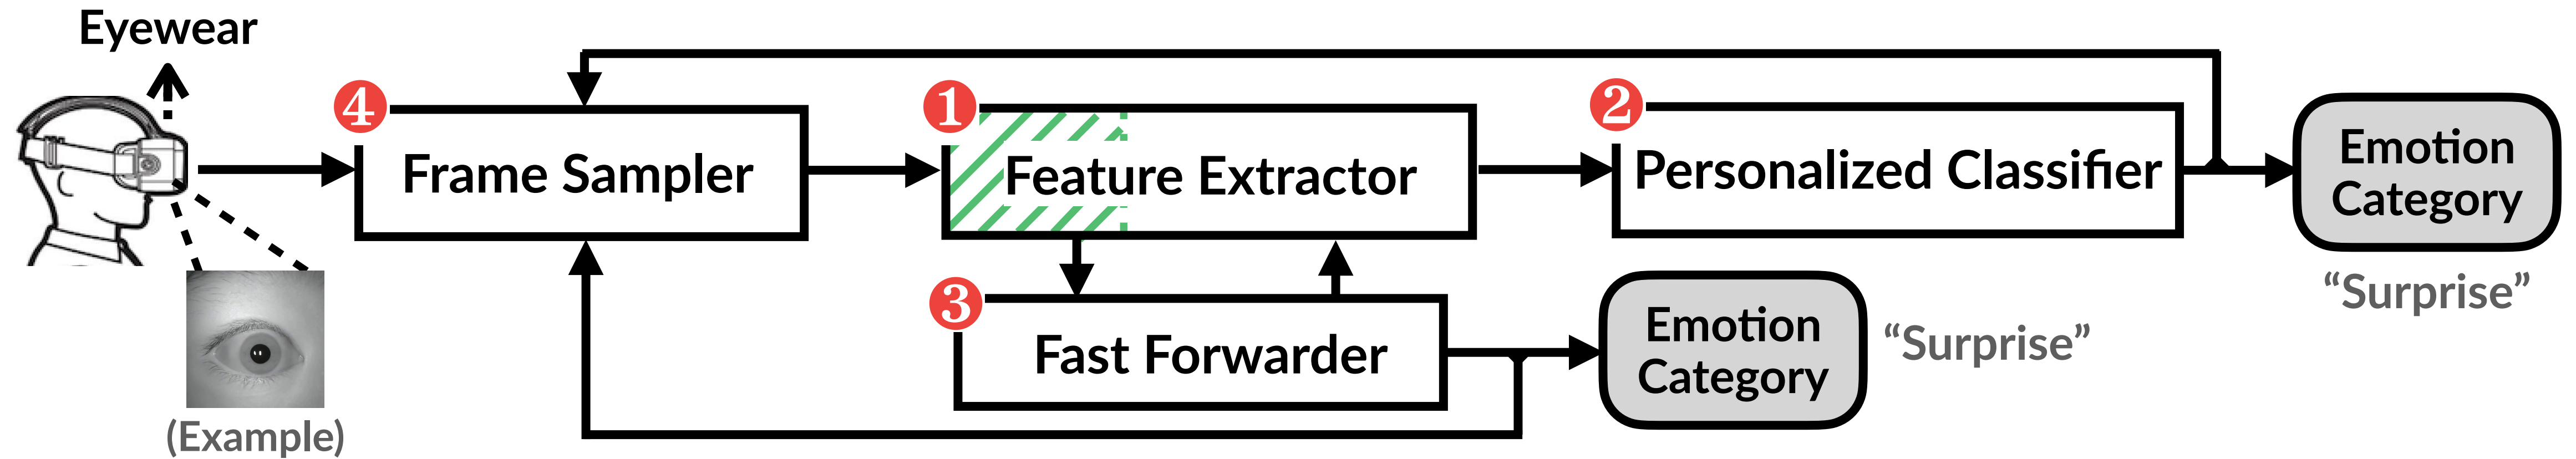 Eyewear
4
Frame Sampler
1
Feature Extractor
2
Personalized Classifier
Emotion
Category
“Surprise”
3
Fast Forwarder
Emotion
Category
“Surprise”
(Example)